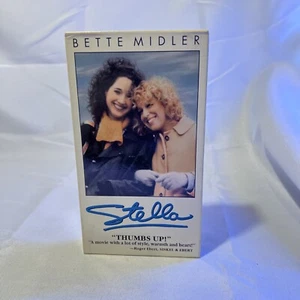 BETTE MIDLER
Stella
"THUMBS UP!"
"A movie with a lot of style, warmth and heart!"
—Roger Ebert, SISKEL & EBERT